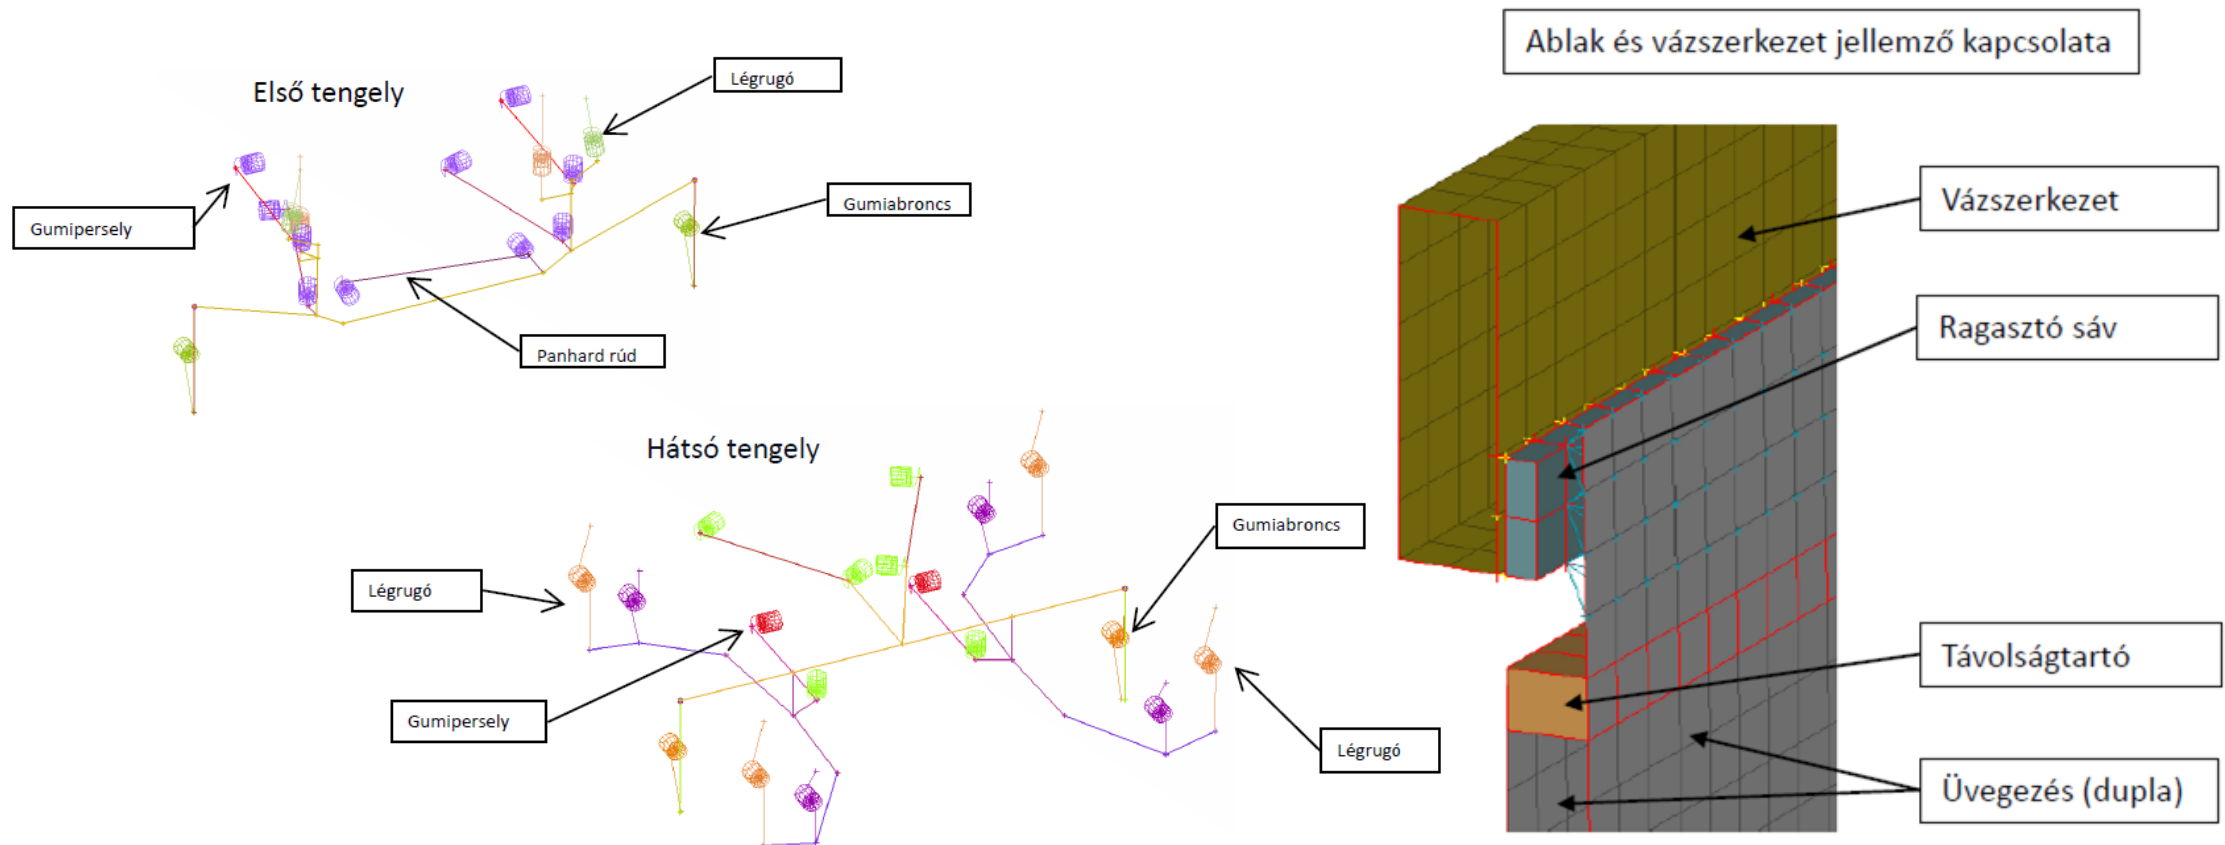 Első tengely
Légrugó
Gumiabroncs
Gumipersely
Panhard rúd
Hátsó tengely
Légrugó
Gumiabroncs
Gumipersely
Légrugó
Ablak és vázszerkezet jellemző kapcsolata
Vázszerkezet
Ragasztó sáv
Távolságtartó
Üvegezés (dupla)